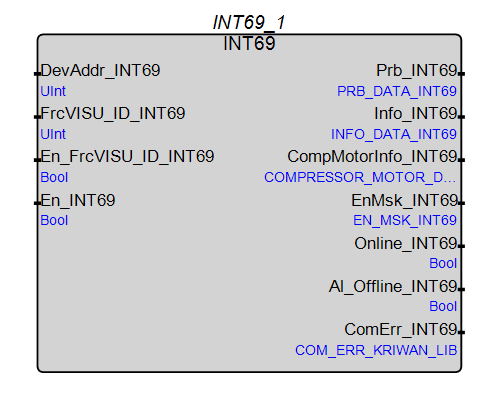 INT69_1
INT69
DevAddr_INT69
UInt
FrcVISU_ID_INT69
UInt
En_FrcVISU_ID_INT69
Bool
En_INT69
Bool
Prb_INT69
PRB_DATA_INT69
Info_INT69
INFO_DATA_INT69
CompMotorInfo_INT69
COMPRESSOR_MOTOR_D...
EnMsk_INT69
EN_MSK_INT69
Online_INT69
Bool
Al_Offline_INT69
Bool
ComErr_INT69
COM_ERR_KRIWAN_LIB